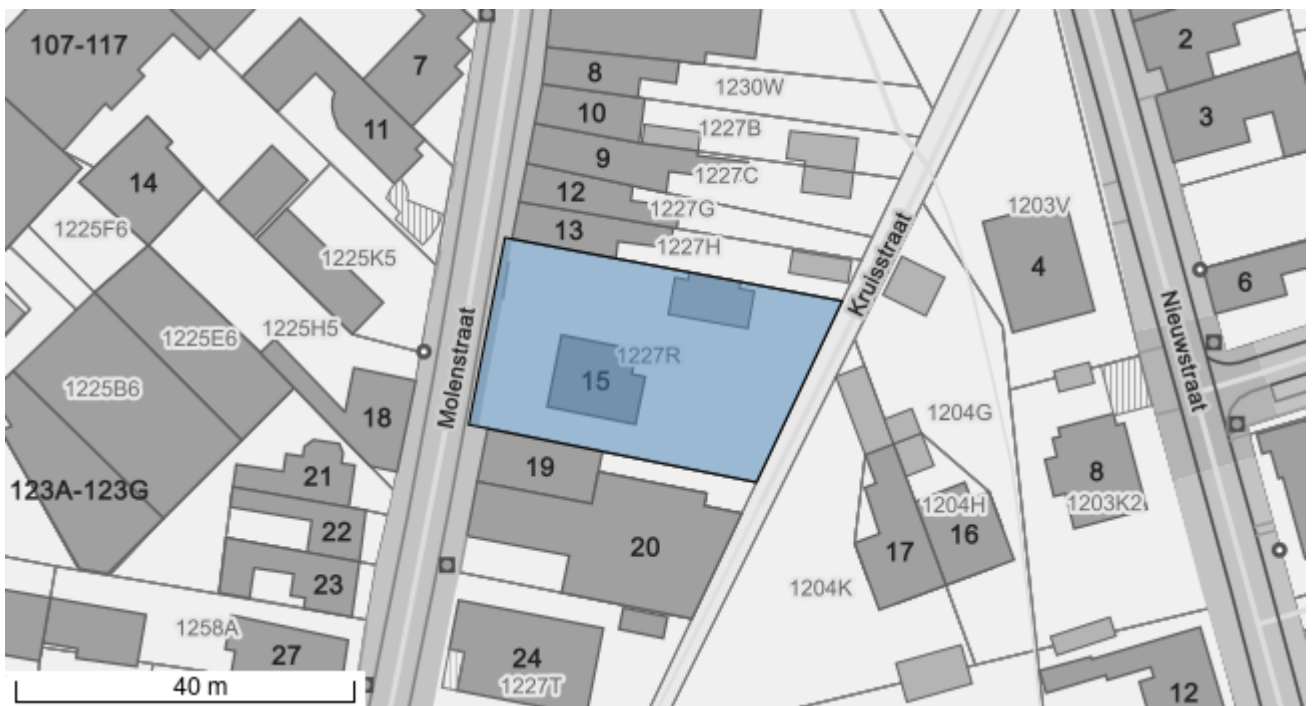 107-117
7
8
1230W
2
11
10
1227B
3
9
14
1227C
12
1227G
1203V
1225F6
13
1227H
1225K5
4
Kruisstraat
6
1225H5
1225E6
Molenstraat
Nieuwstraat
1227R
15
1225B6
18
1204G
19
21
8
123A-123G
1204H
1203K2
22
20
16
17
23
1204K
1258A
27
24
1227T
40 m
12